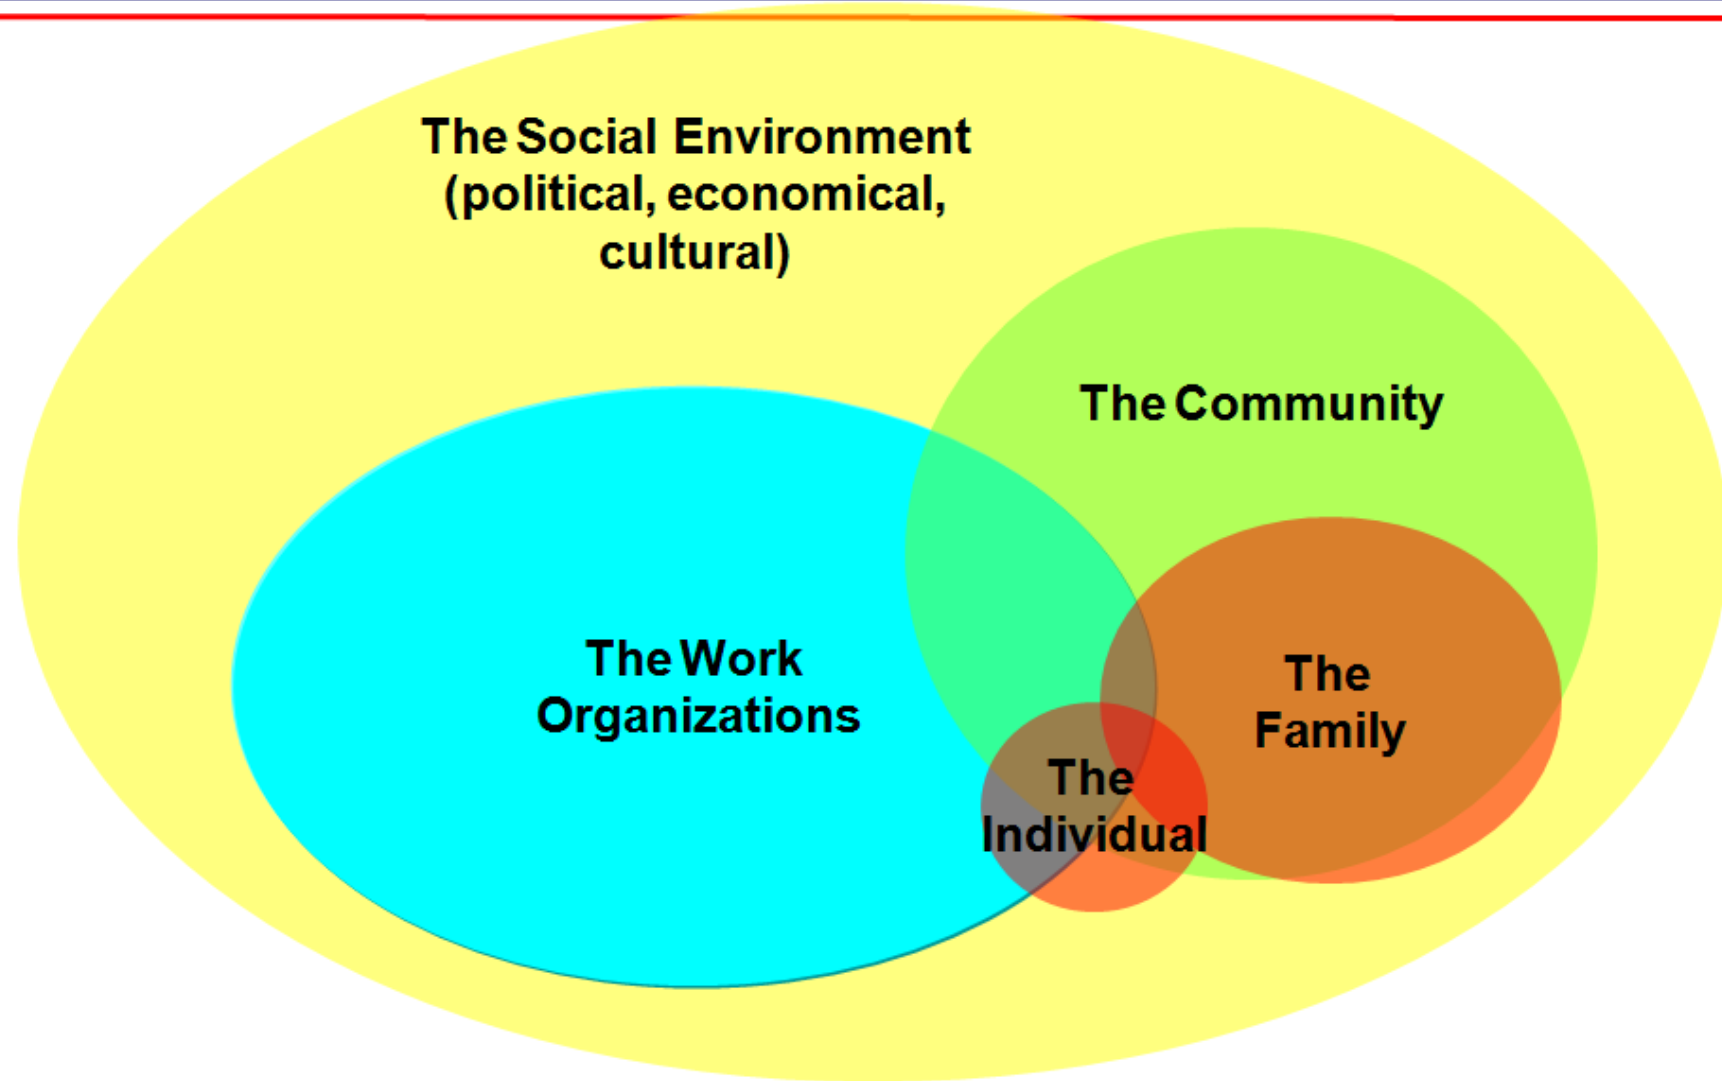 The Social Environment
(political, economical,
cultural)
The Community
The Work
Organizations
The
Family
The
Individual